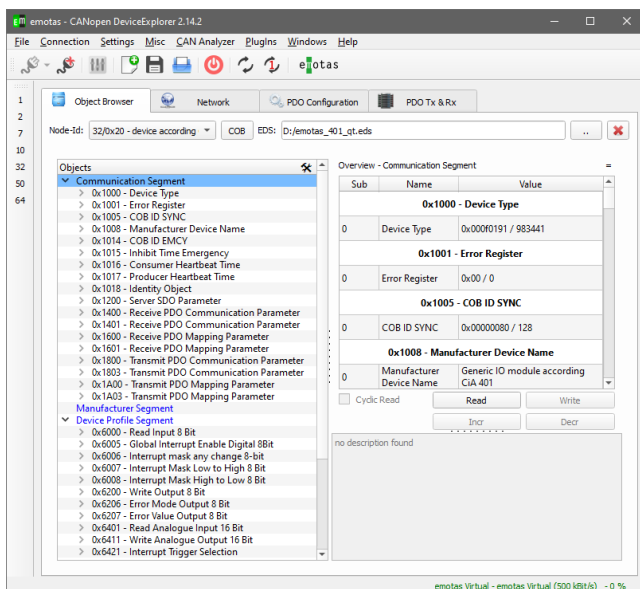 emotas - CANopen DeviceExplorer 2.14.2
File Connection Settings Misc CAN Analyzer PlugIns Windows Help
emotas
1
2
7
10
32
50
64
Object Browser Network PDO Configuration PDO Tx & Rx
Node-Id: 32/0x20 - device according COB EDS: D:/emotas_401_qt.eds ..
Objects
Communication Segment
0x1000 - Device Type
0x1001 - Error Register
0x1005 - COB ID SYNC
0x1008 - Manufacturer Device Name
0x1014 - COB ID EMCY
0x1015 - Inhibit Time Emergency
0x1016 - Consumer Heartbeat Time
0x1017 - Producer Heartbeat Time
0x1018 - Identity Object
0x1200 - Server SDO Parameter
0x1400 - Receive PDO Communication Parameter
0x1401 - Receive PDO Communication Parameter
0x1600 - Receive PDO Mapping Parameter
0x1601 - Receive PDO Mapping Parameter
0x1800 - Transmit PDO Communication Parameter
0x1803 - Transmit PDO Communication Parameter
0x1A00 - Transmit PDO Mapping Parameter
0x1A03 - Transmit PDO Mapping Parameter
Manufacturer Segment
Device Profile Segment
0x6000 - Read Input 8 Bit
0x6005 - Global Interrupt Enable Digital 8Bit
0x6006 - Interrupt mask any change 8-bit
0x6007 - Interrupt Mask Low to High 8 Bit
0x6008 - Interrupt Mask High to Low 8 Bit
0x6200 - Write Output 8 Bit
0x6206 - Error Mode Output 8 Bit
0x6207 - Error Value Output 8 Bit
0x6401 - Read Analogue Input 16 Bit
0x6411 - Write Analogue Output 16 Bit
0x6421 - Interrupt Trigger Selection
Overview - Communication Segment =
Sub Name Value
0x1000 - Device Type
0 Device Type 0x000f0191 / 983441
0x1001 - Error Register
0 Error Register 0x00 / 0
0x1005 - COB ID SYNC
0 COB ID SYNC 0x00000080 / 128
0x1008 - Manufacturer Device Name
0 Manufacturer Device Name Generic IO module according CiA 401
Cyclic Read Read Write
Incr Decr
no description found
emotas Virtual - emotas Virtual (500 kBit/s) - 0 %